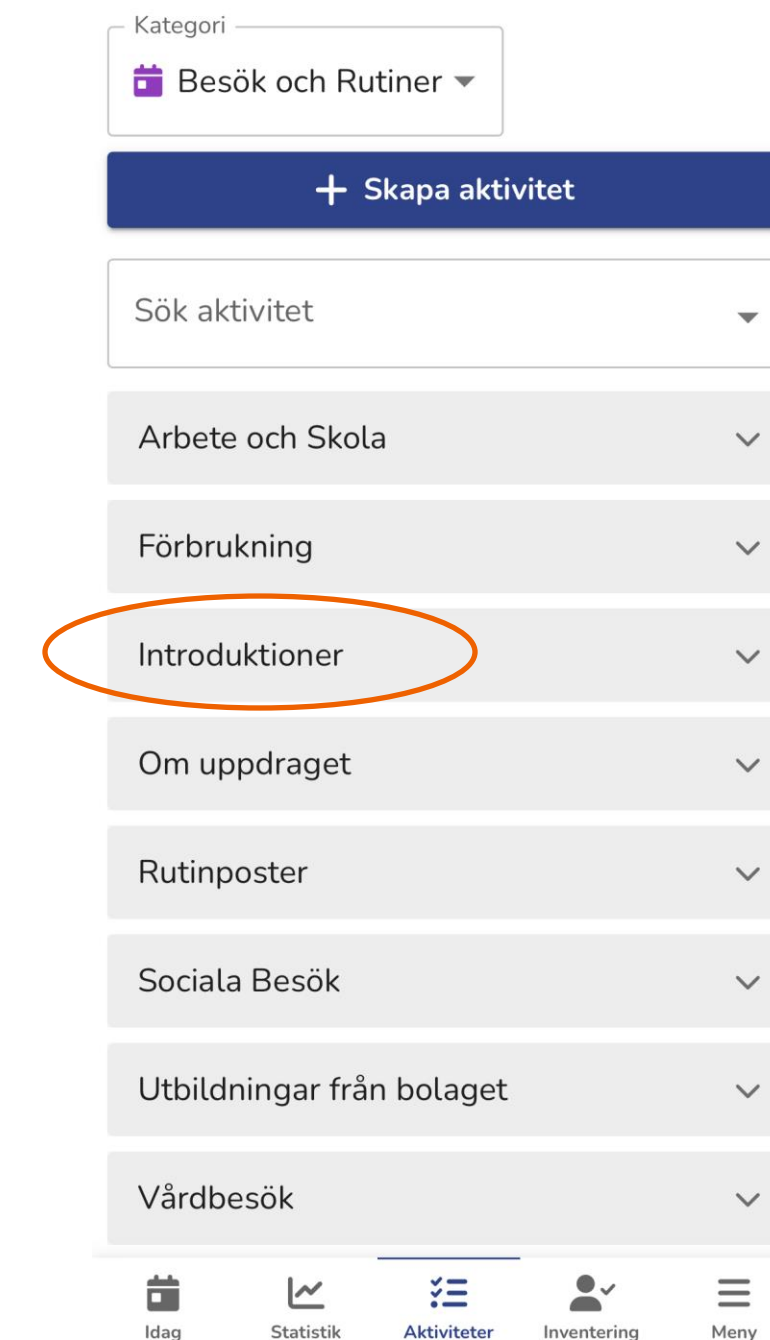 Kategori
Besök och Rutiner
+ Skapa aktivitet
Sök aktivitet
Arbete och Skola
Förbrukning
Introduktioner
Om uppdraget
Rutinposter
Sociala Besök
Utbildningar från bolaget
Vårdbesök
Idag Statistik Aktiviteter Inventering Meny